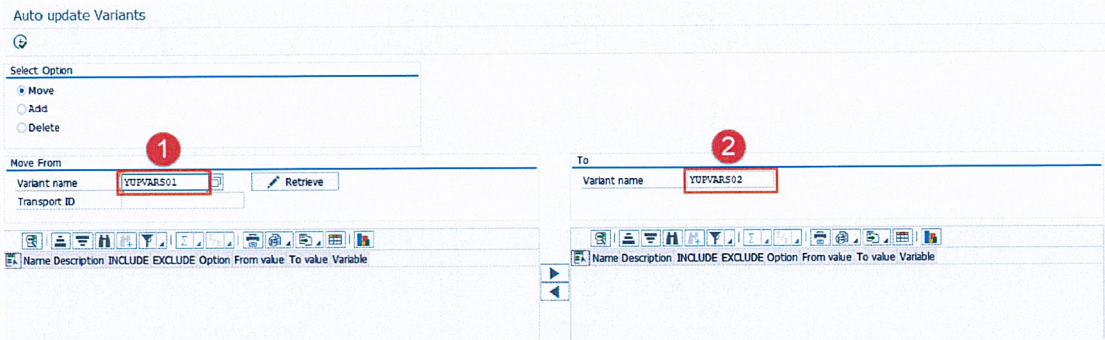 Auto update Variants
Select Option
Move
Add
Delete
1
2
Move From
To
Variant name YUPVARS01 Retrieve
Variant name YUPVARS02
Transport ID
Name Description INCLUDE EXCLUDE Option From value To value Variable
Name Description INCLUDE EXCLUDE Option From value To value Variable